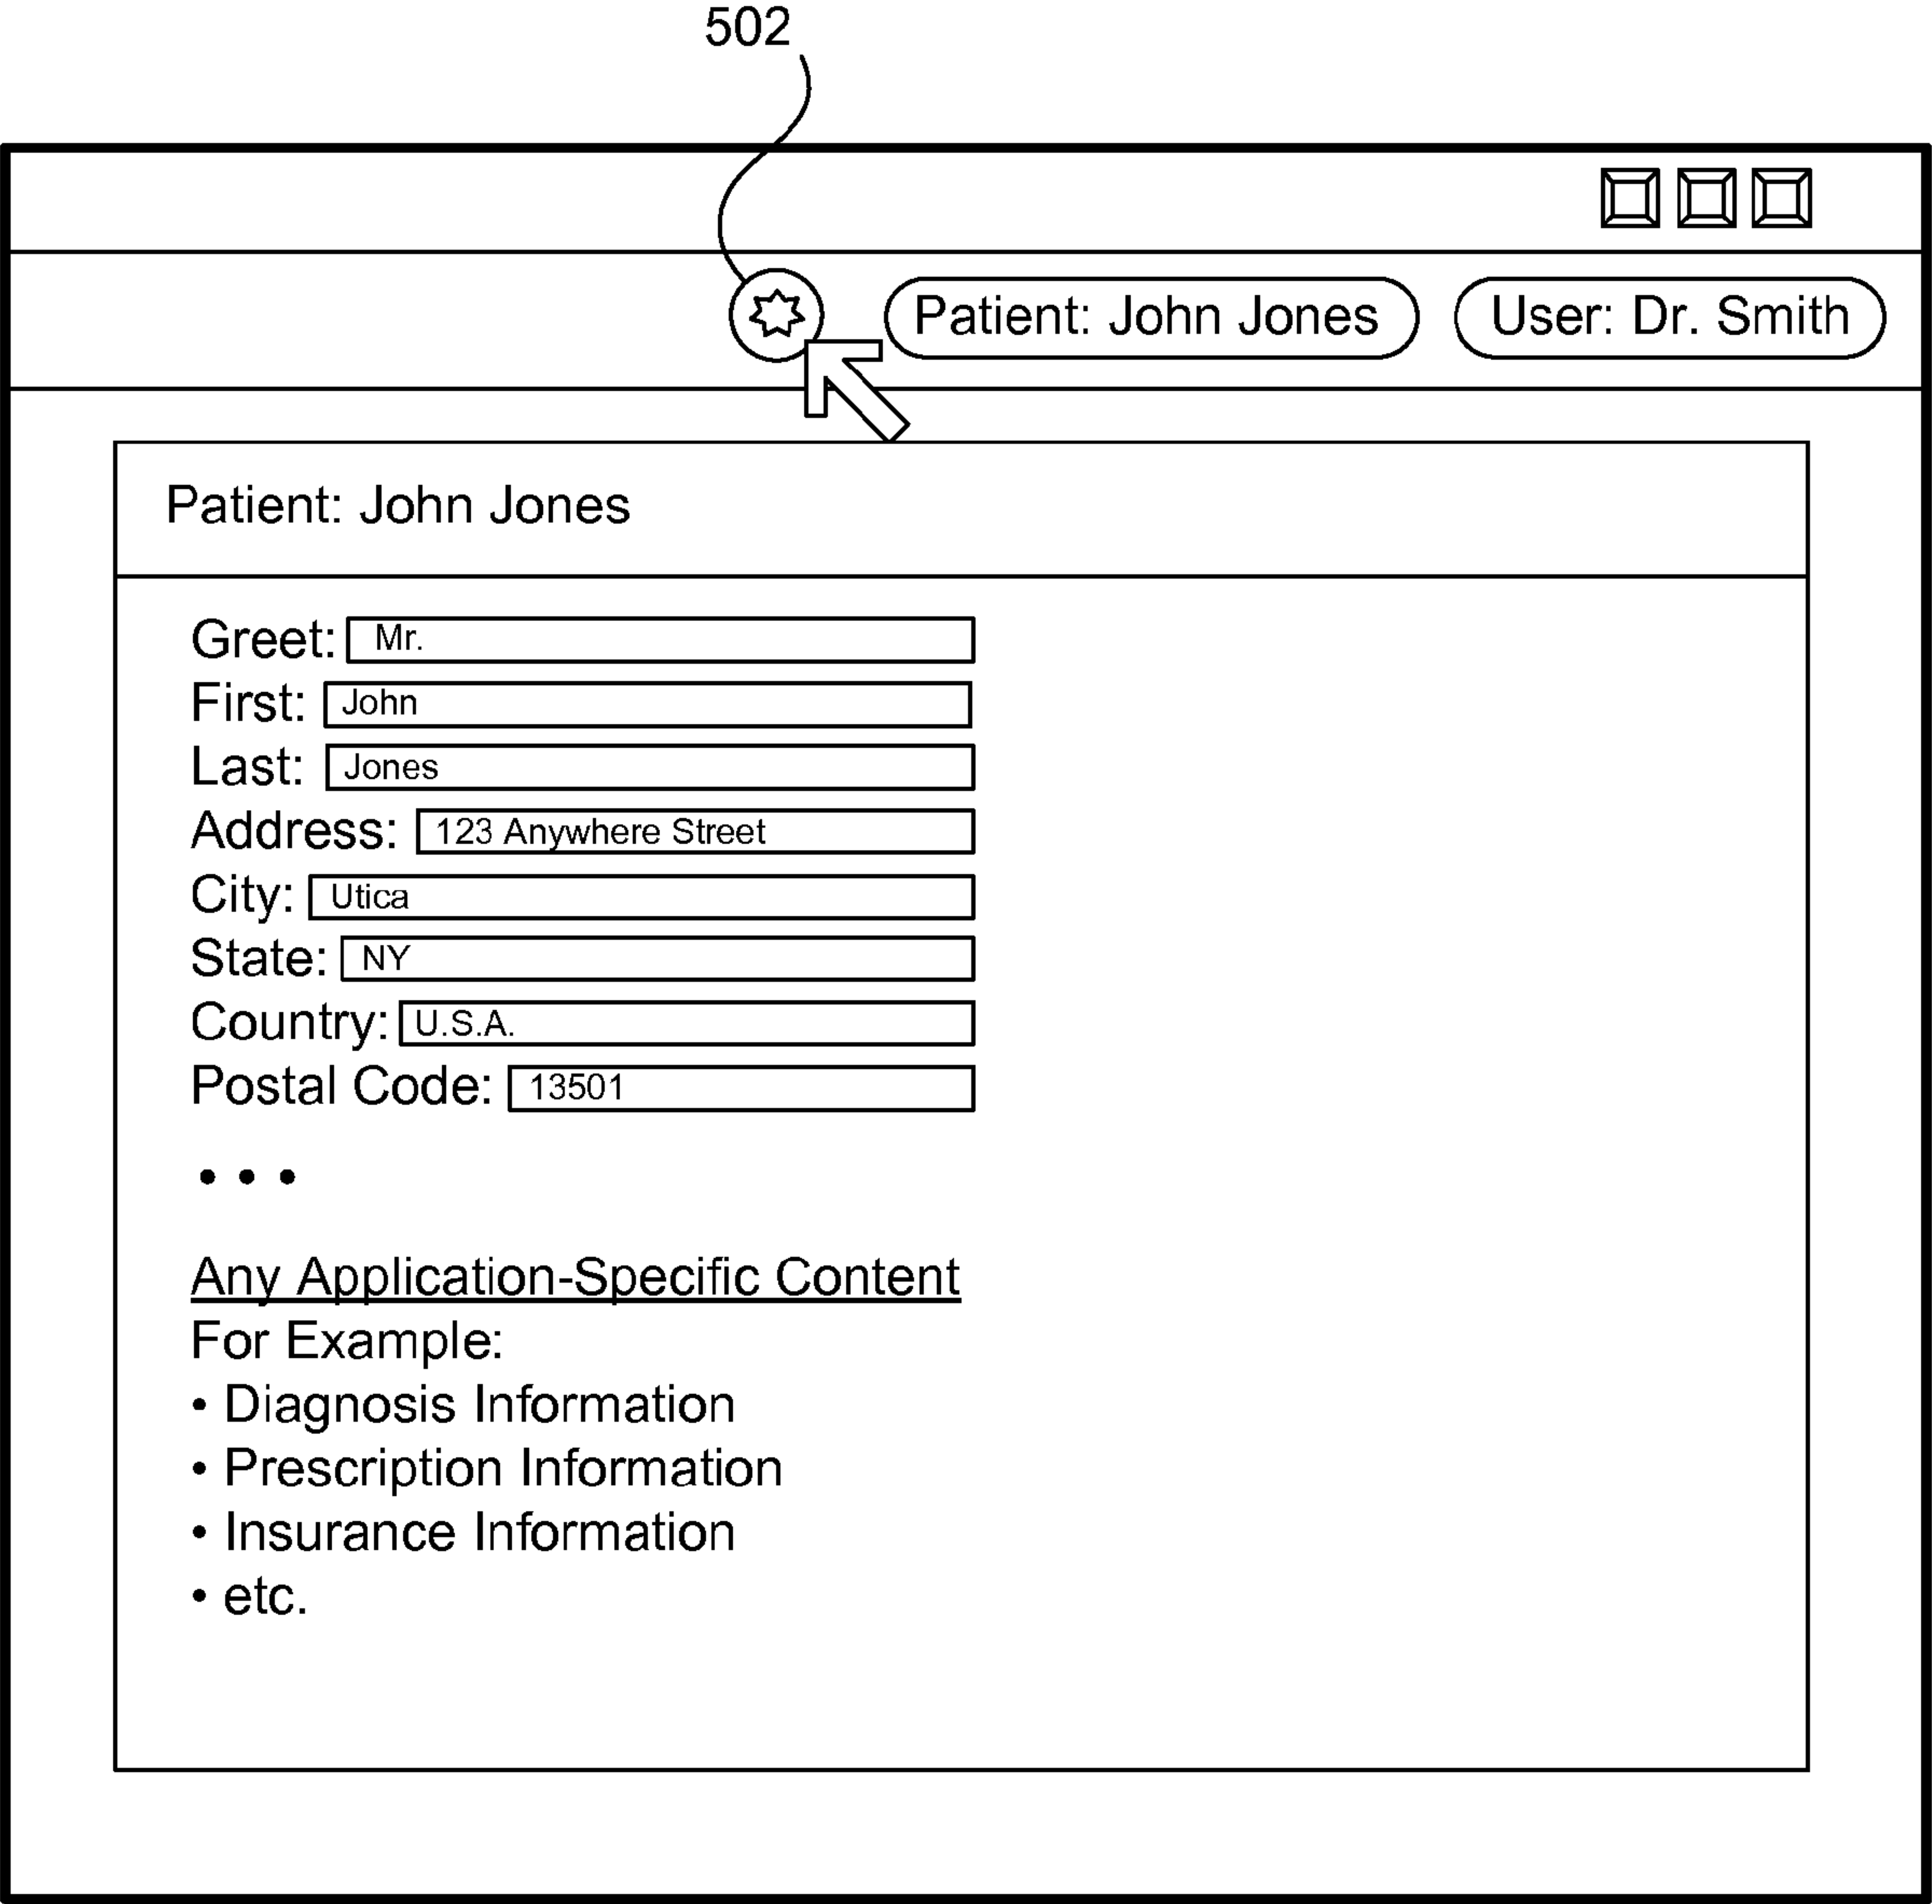 502
Patient: John Jones User: Dr. Smith
Patient: John Jones
Greet: Mr.
First: John
Last: Jones
Address: 123 Anywhere Street
City: Utica
State: NY
Country: U.S.A.
Postal Code: 13501
• • •
Any Application-Specific Content
For Example:
• Diagnosis Information
• Prescription Information
• Insurance Information
• etc.